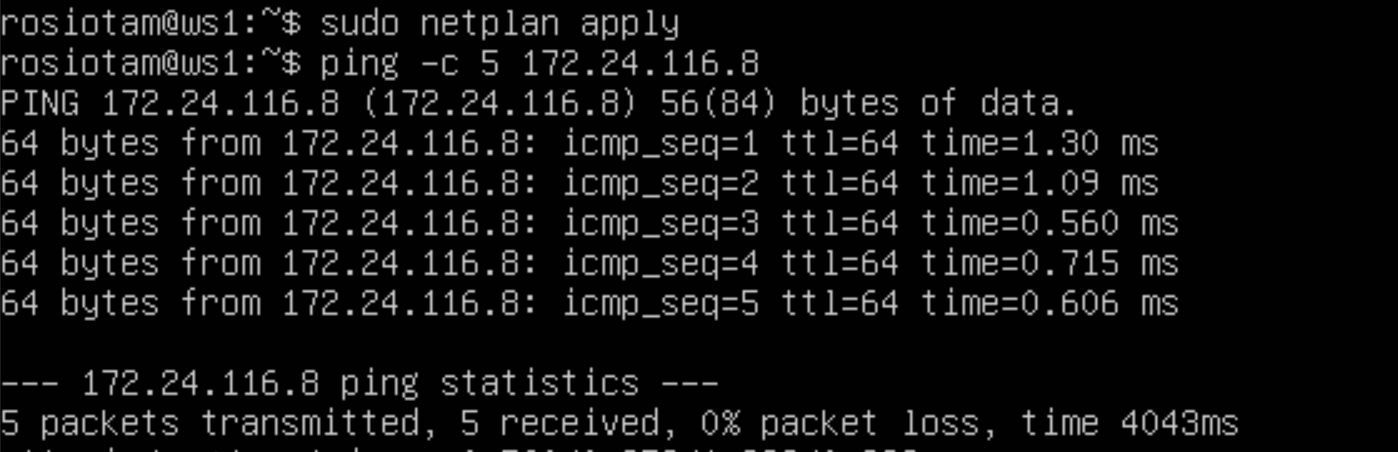 rosiotam@ws1:~$ sudo netplan apply
rosiotam@ws1:~$ ping -c 5 172.24.116.8
PING 172.24.116.8 (172.24.116.8) 56(84) bytes of data.
64 bytes from 172.24.116.8: icmp_seq=1 ttl=64 time=1.30 ms
64 bytes from 172.24.116.8: icmp_seq=2 ttl=64 time=1.09 ms
64 bytes from 172.24.116.8: icmp_seq=3 ttl=64 time=0.560 ms
64 bytes from 172.24.116.8: icmp_seq=4 ttl=64 time=0.715 ms
64 bytes from 172.24.116.8: icmp_seq=5 ttl=64 time=0.606 ms
--- 172.24.116.8 ping statistics ---
5 packets transmitted, 5 received, 0% packet loss, time 4043ms